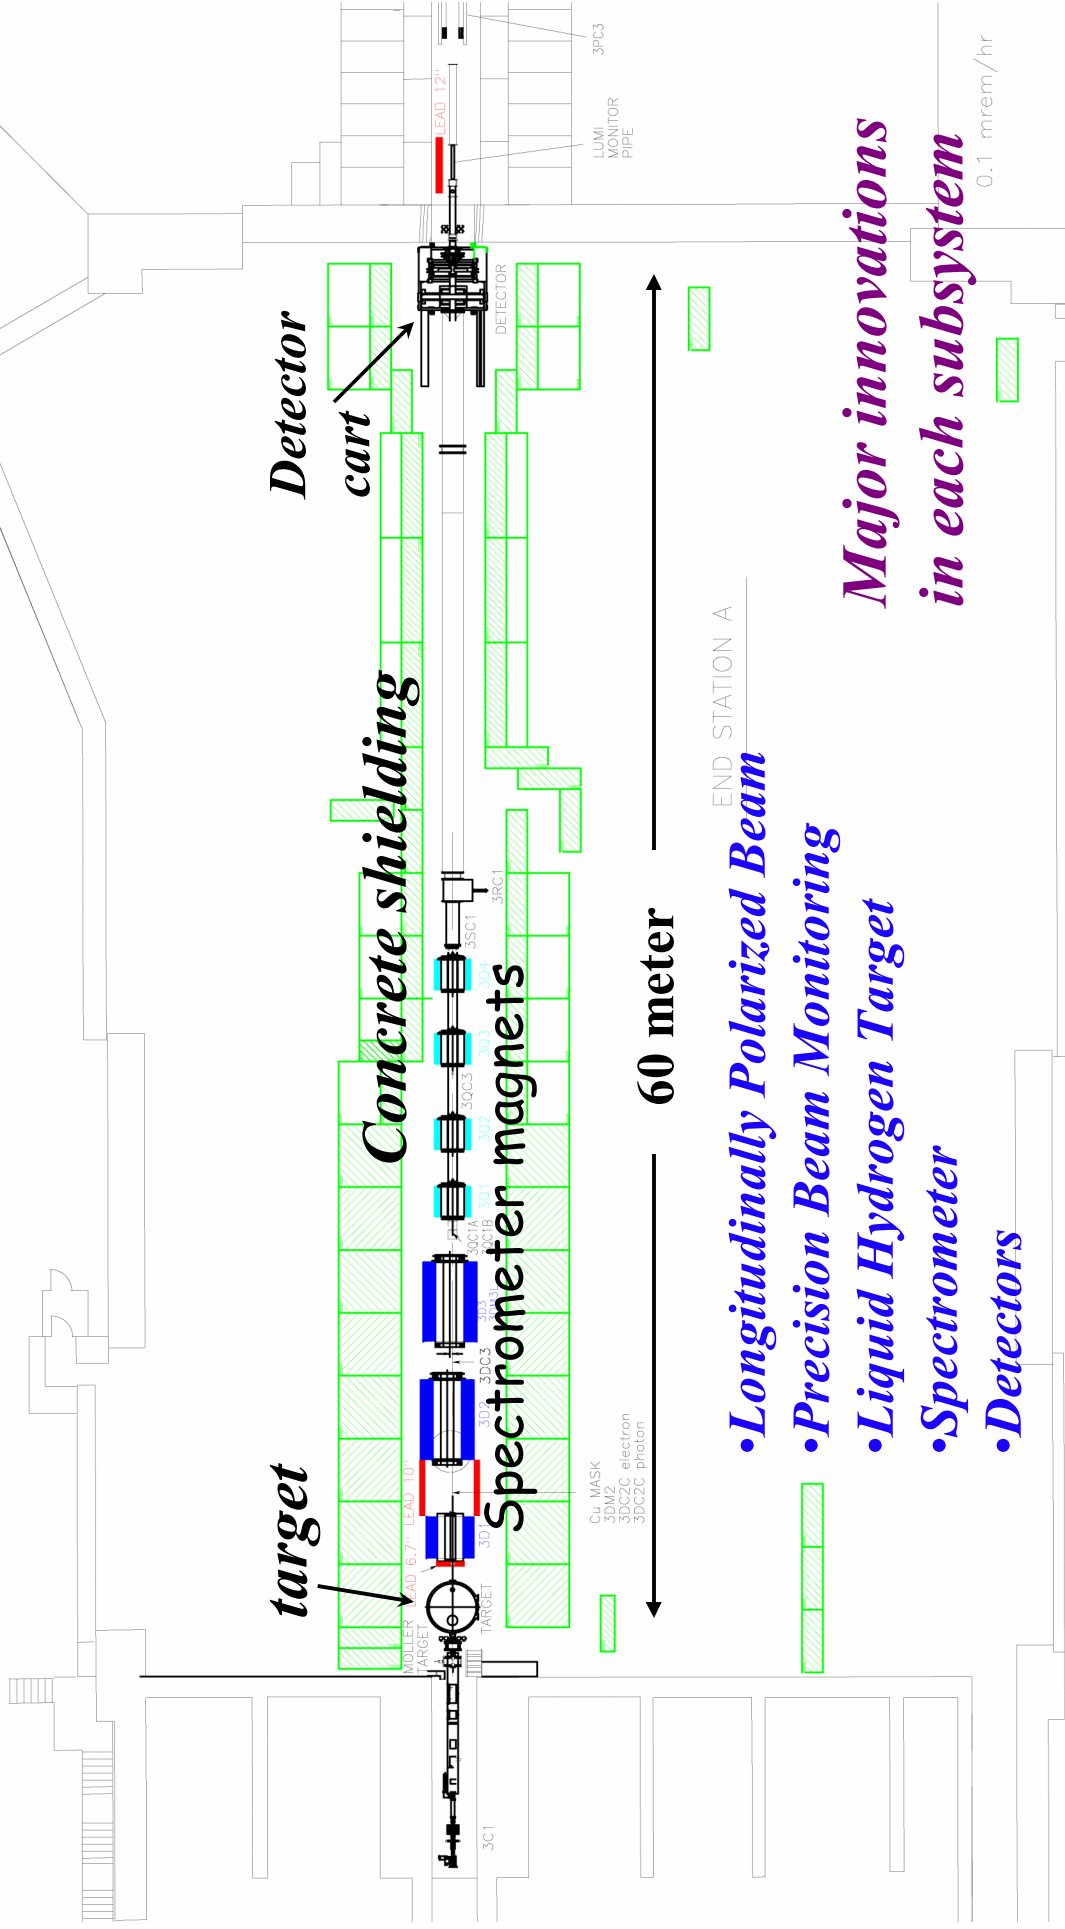 target
Concrete shielding
Detector
cart
MOLLER
TARGET
LEAD 6.7"
LEAD 10"
LEAD 12"
TARGET
3D1
3D2
3DC3
3D3
3DM3L
3QC1A
3QC1B
3Q1
3Q2
3QC3
3Q3
3Q4
3SC1
3RC1
DETECTOR
Spectrometer magnets
3C1
Cu MASK
3DM2
3DC2C electron
3DC2C photon
LUMI
MONITOR
PIPE
3PC3
60 meter
END STATION A
•Longitudinally Polarized Beam
•Precision Beam Monitoring
•Liquid Hydrogen Target
•Spectrometer
•Detectors
Major innovations
in each subsystem
0.1 mrem/hr